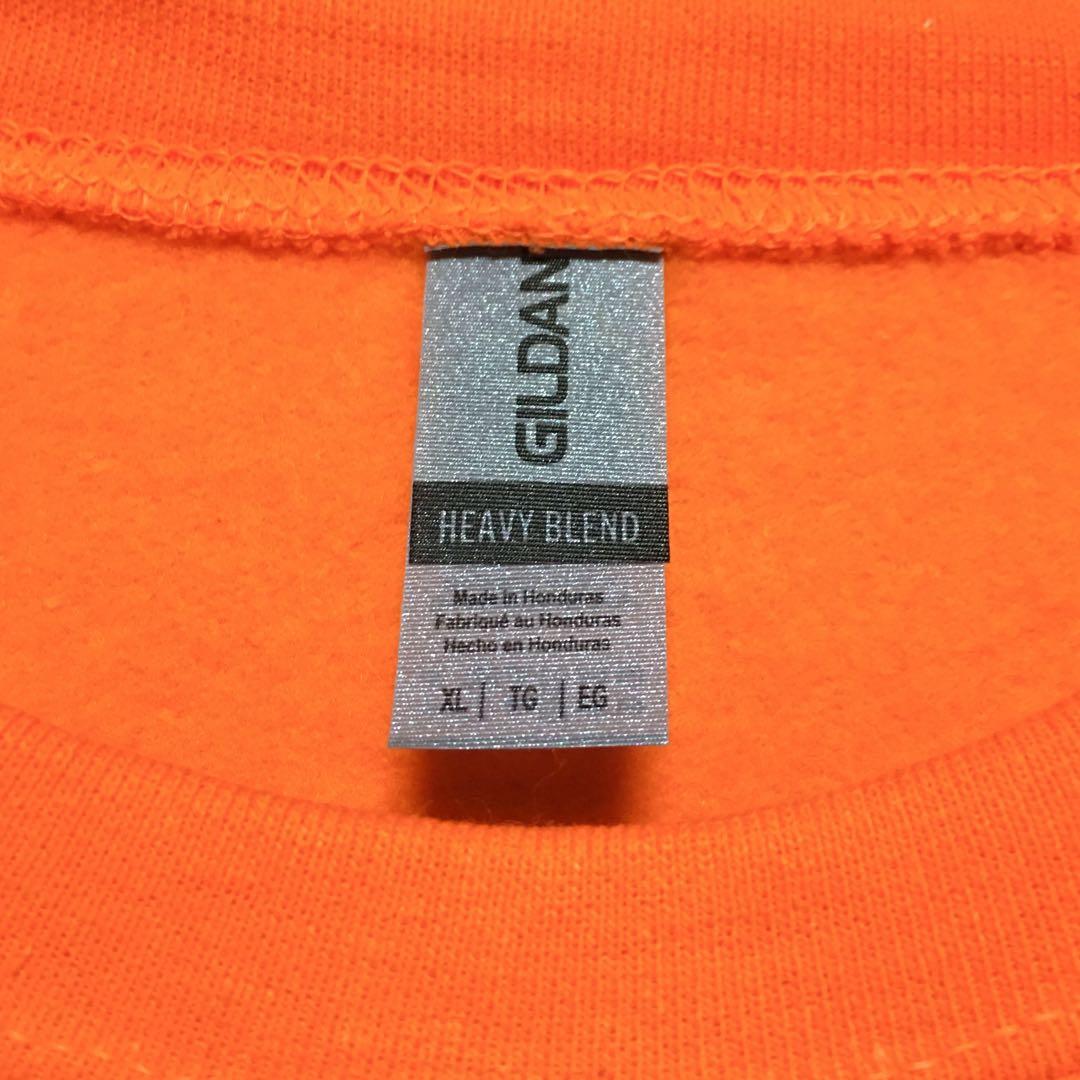 GILDAN
HEAVY BLEND
Made in Honduras
Fabriqué au Honduras
Hecho en Honduras
XL | TG | EG